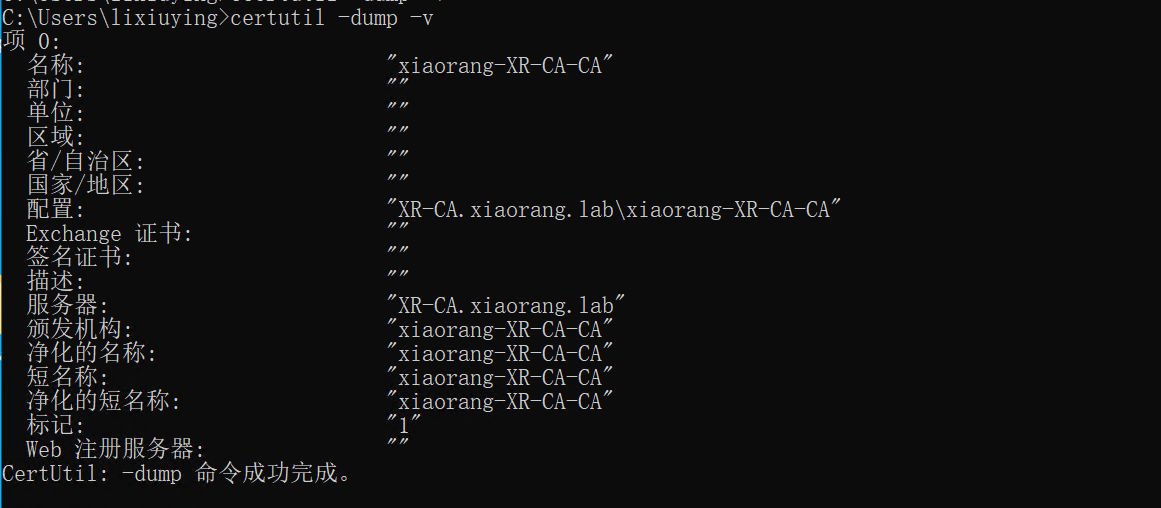 C:\Users\lixiuying>certutil -dump -v
项 0:
名称: "xiaorang-XR-CA-CA"
部门: ""
单位: ""
区域: ""
省/自治区: ""
国家/地区: ""
配置: "XR-CA.xiaorang.lab\xiaorang-XR-CA-CA"
Exchange 证书: ""
签名证书: ""
描述: ""
服务器: "XR-CA.xiaorang.lab"
颁发机构: "xiaorang-XR-CA-CA"
净化的名称: "xiaorang-XR-CA-CA"
短名称: "xiaorang-XR-CA-CA"
净化的短名称: "xiaorang-XR-CA-CA"
标记: "1"
Web 注册服务器: ""
CertUtil: -dump 命令成功完成。